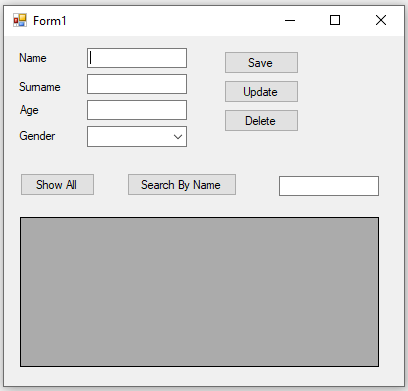 Form1
Name
Save
Surname
Update
Age
Delete
Gender
Show All
Search By Name